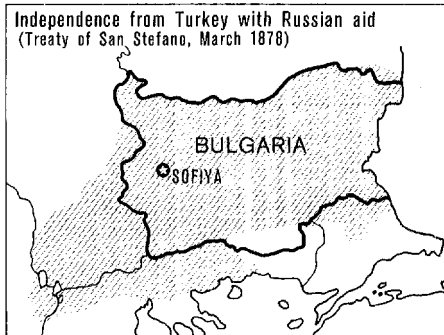 Independence from Turkey with Russian aid
(Treaty of San Stefano, March 1878)
BULGARIA
SOFIYA